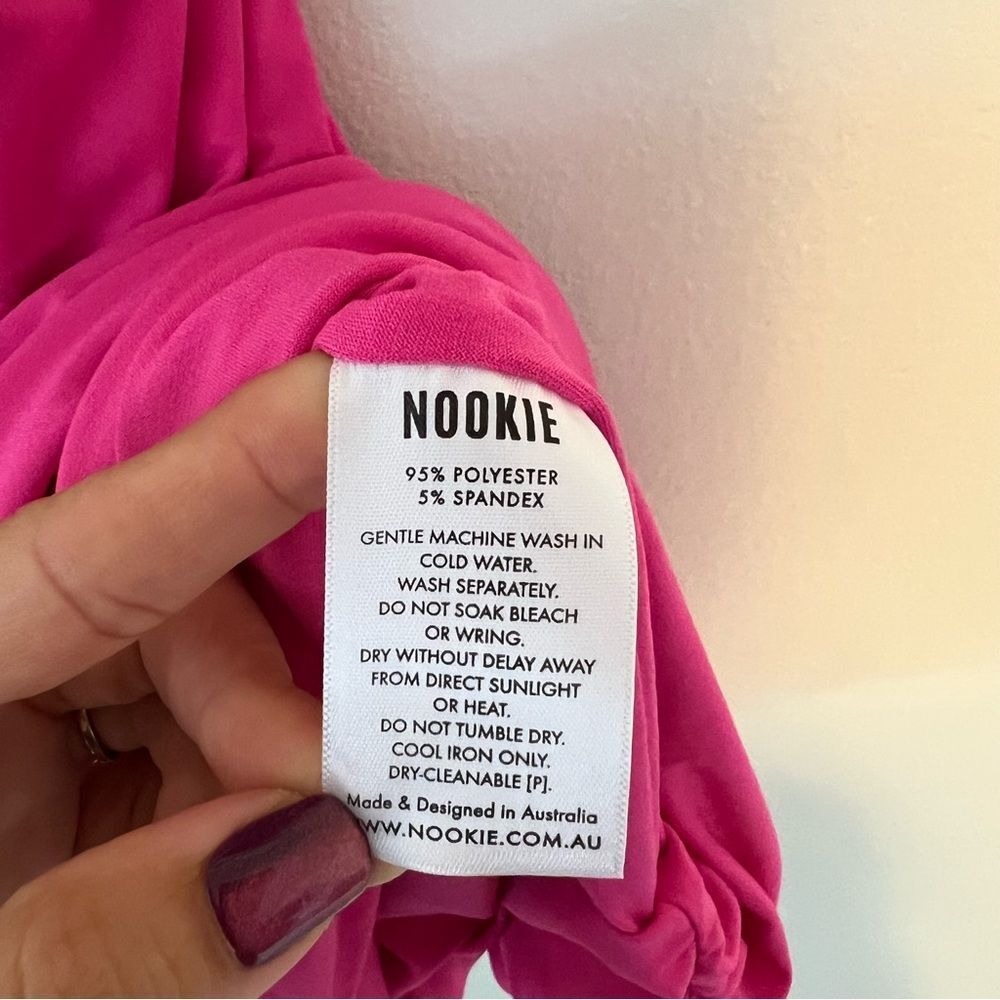 NOOKIE
95% POLYESTER
5% SPANDEX
GENTLE MACHINE WASH IN
COLD WATER.
WASH SEPARATELY.
DO NOT SOAK BLEACH
OR WRING.
DRY WITHOUT DELAY AWAY
FROM DIRECT SUNLIGHT
OR HEAT.
DO NOT TUMBLE DRY.
COOL IRON ONLY.
DRY-CLEANABLE [P].
Made & Designed in Australia
WWW.NOOKIE.COM.AU